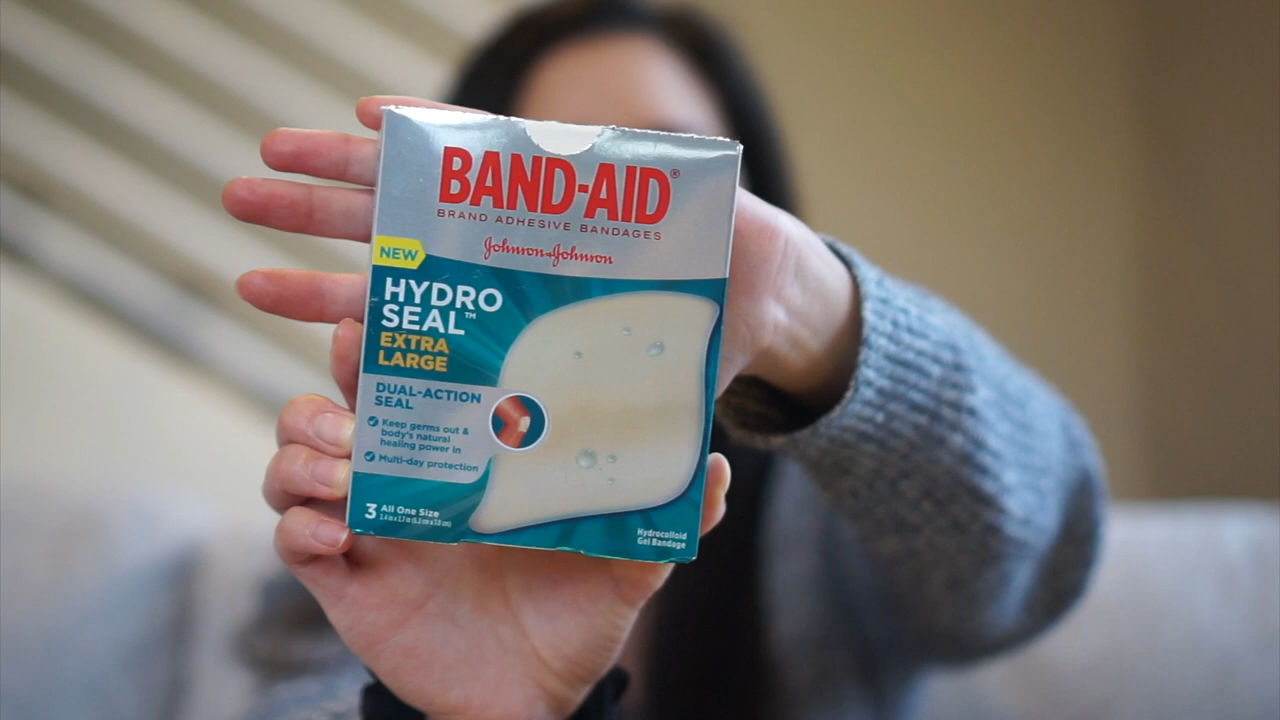 BAND-AID®
BRAND ADHESIVE BANDAGES
Johnson & Johnson
NEW
HYDRO
SEAL™
EXTRA
LARGE
DUAL-ACTION
SEAL
Keep germs out &
body's natural
healing power in
Multi-day protection
3 All One Size
Hydrocolloid
Gel Bandage